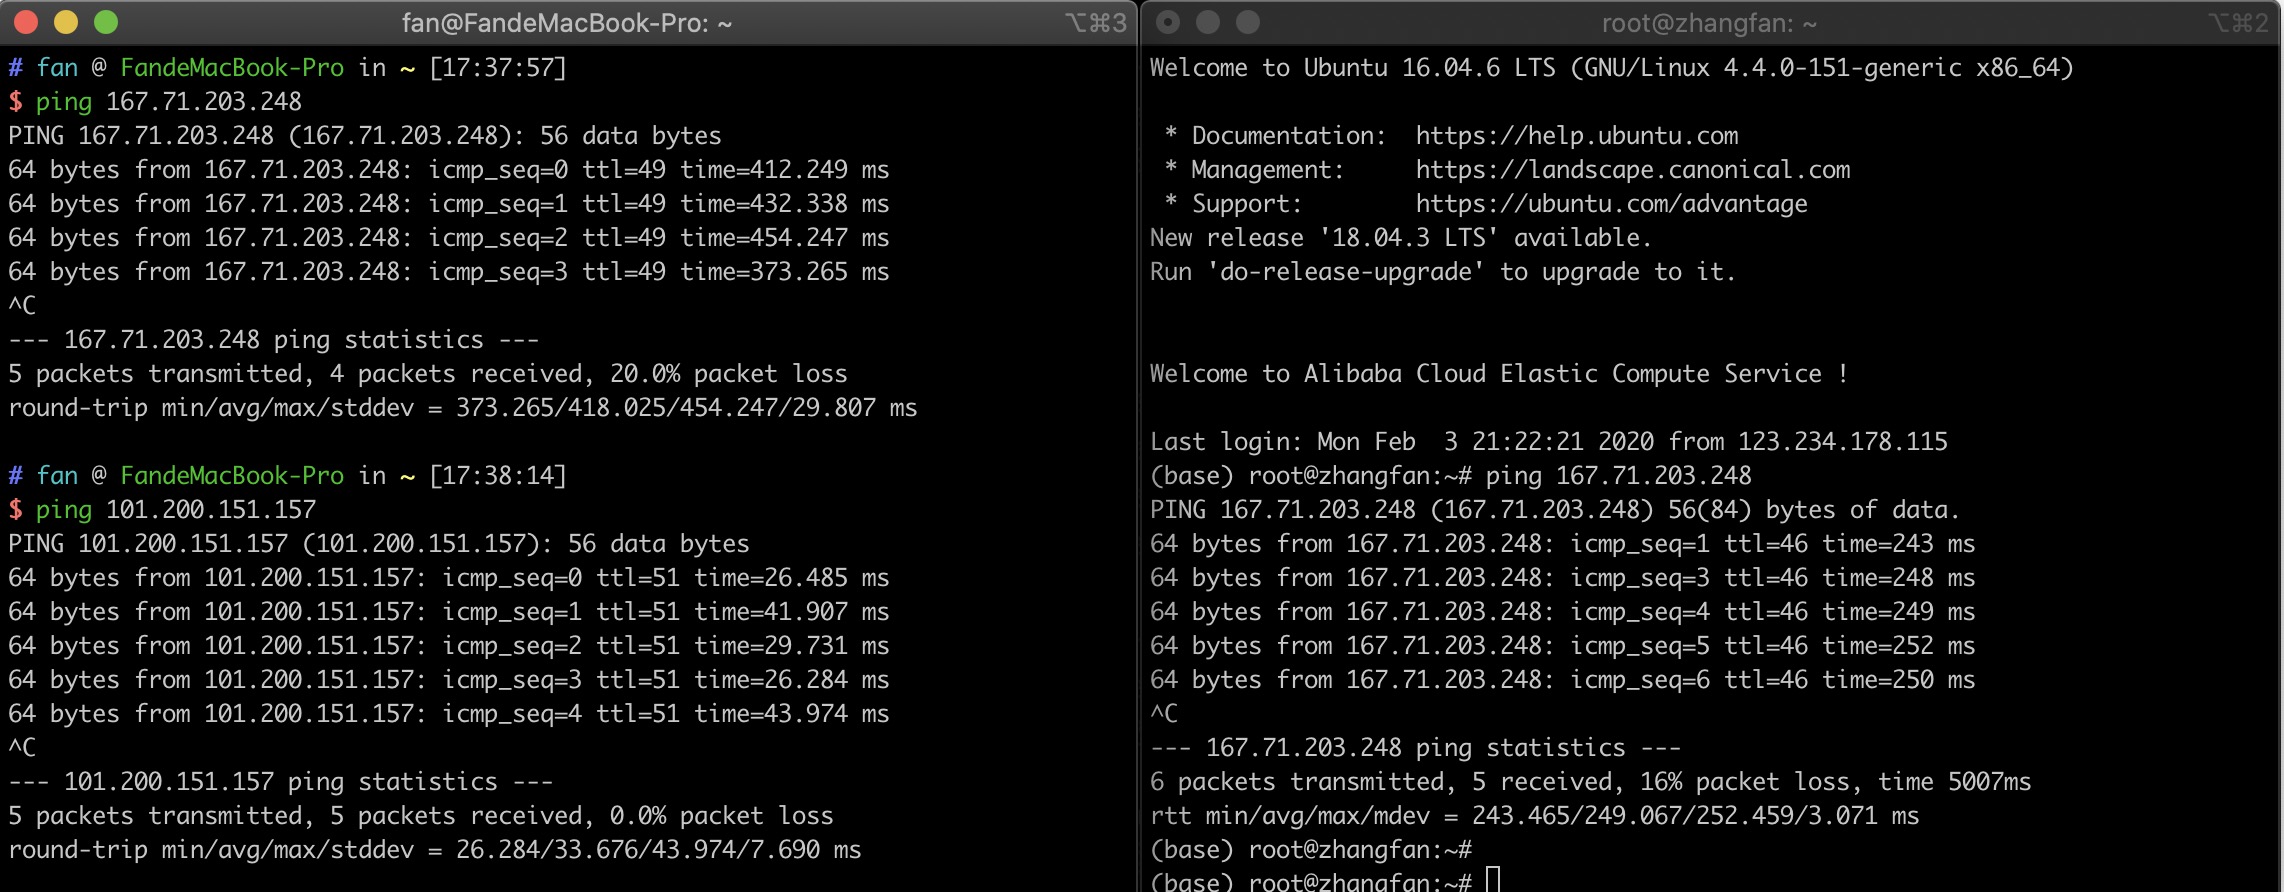 fan@FandeMacBook-Pro: ~
⌥⌘3
# fan @ FandeMacBook-Pro in ~ [17:37:57]
$ ping 167.71.203.248
PING 167.71.203.248 (167.71.203.248): 56 data bytes
64 bytes from 167.71.203.248: icmp_seq=0 ttl=49 time=412.249 ms
64 bytes from 167.71.203.248: icmp_seq=1 ttl=49 time=432.338 ms
64 bytes from 167.71.203.248: icmp_seq=2 ttl=49 time=454.247 ms
64 bytes from 167.71.203.248: icmp_seq=3 ttl=49 time=373.265 ms
^C
--- 167.71.203.248 ping statistics ---
5 packets transmitted, 4 packets received, 20.0% packet loss
round-trip min/avg/max/stddev = 373.265/418.025/454.247/29.807 ms
# fan @ FandeMacBook-Pro in ~ [17:38:14]
$ ping 101.200.151.157
PING 101.200.151.157 (101.200.151.157): 56 data bytes
64 bytes from 101.200.151.157: icmp_seq=0 ttl=51 time=26.485 ms
64 bytes from 101.200.151.157: icmp_seq=1 ttl=51 time=41.907 ms
64 bytes from 101.200.151.157: icmp_seq=2 ttl=51 time=29.731 ms
64 bytes from 101.200.151.157: icmp_seq=3 ttl=51 time=26.284 ms
64 bytes from 101.200.151.157: icmp_seq=4 ttl=51 time=43.974 ms
^C
--- 101.200.151.157 ping statistics ---
5 packets transmitted, 5 packets received, 0.0% packet loss
round-trip min/avg/max/stddev = 26.284/33.676/43.974/7.690 ms
root@zhangfan: ~
⌥⌘2
Welcome to Ubuntu 16.04.6 LTS (GNU/Linux 4.4.0-151-generic x86_64)
* Documentation:  https://help.ubuntu.com
* Management:     https://landscape.canonical.com
* Support:        https://ubuntu.com/advantage
New release '18.04.3 LTS' available.
Run 'do-release-upgrade' to upgrade to it.
Welcome to Alibaba Cloud Elastic Compute Service !
Last login: Mon Feb  3 21:22:21 2020 from 123.234.178.115
(base) root@zhangfan:~# ping 167.71.203.248
PING 167.71.203.248 (167.71.203.248) 56(84) bytes of data.
64 bytes from 167.71.203.248: icmp_seq=1 ttl=46 time=243 ms
64 bytes from 167.71.203.248: icmp_seq=3 ttl=46 time=248 ms
64 bytes from 167.71.203.248: icmp_seq=4 ttl=46 time=249 ms
64 bytes from 167.71.203.248: icmp_seq=5 ttl=46 time=252 ms
64 bytes from 167.71.203.248: icmp_seq=6 ttl=46 time=250 ms
^C
--- 167.71.203.248 ping statistics ---
6 packets transmitted, 5 received, 16% packet loss, time 5007ms
rtt min/avg/max/mdev = 243.465/249.067/252.459/3.071 ms
(base) root@zhangfan:~#
(base) root@zhangfan:~#